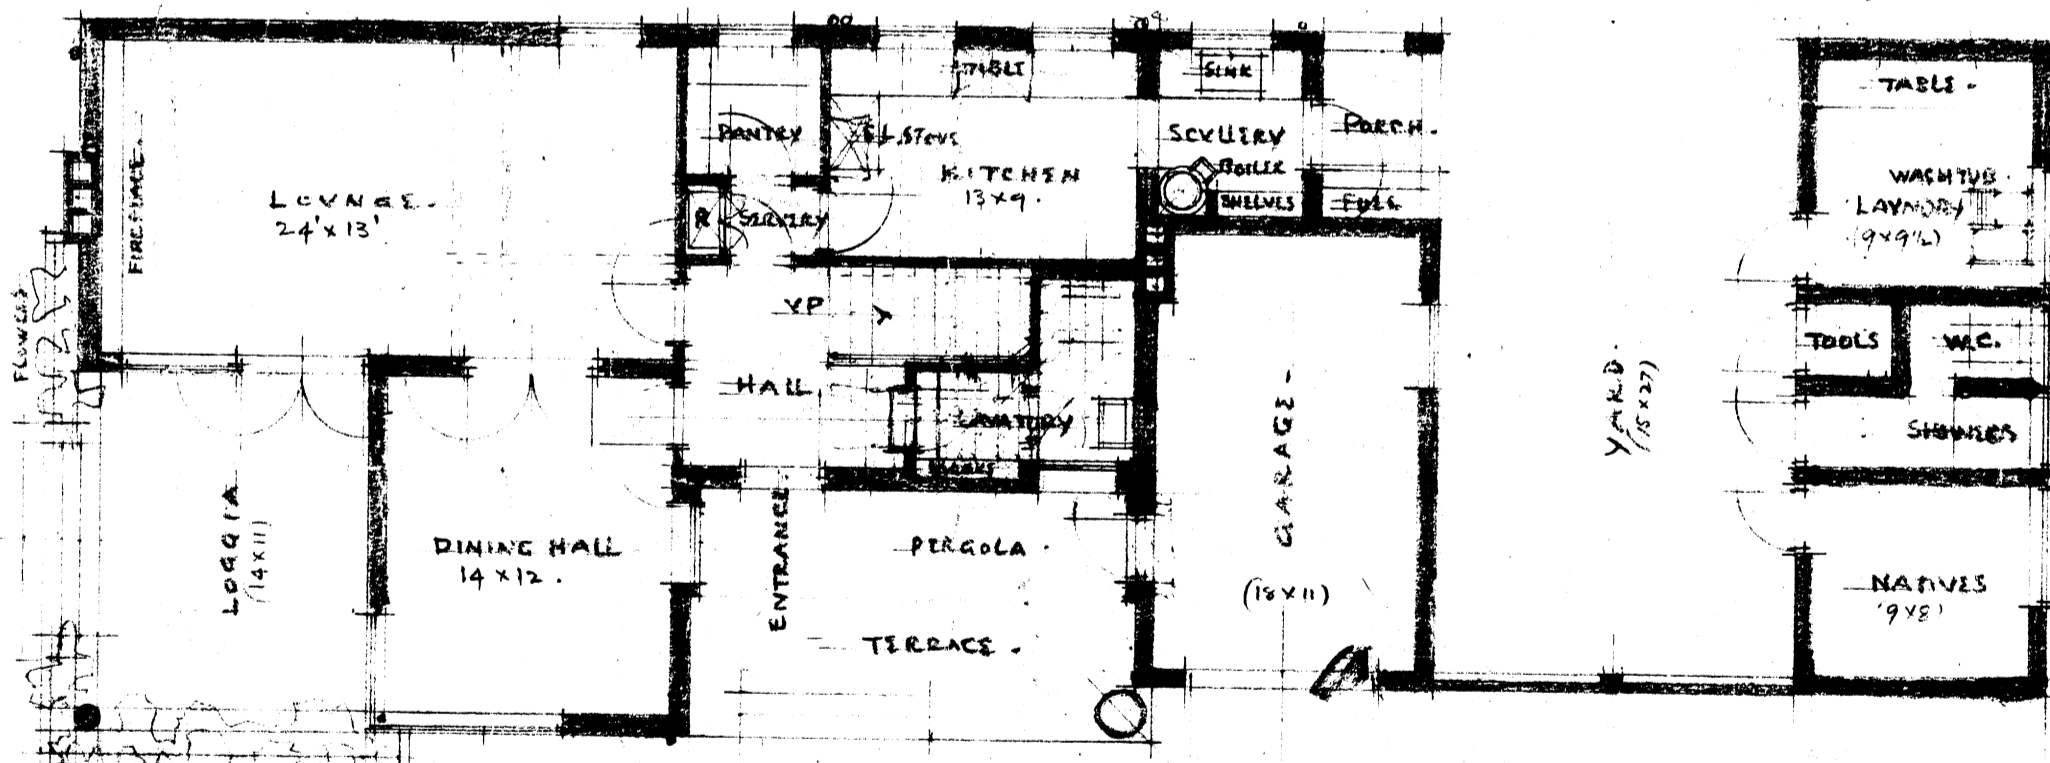 TABLE
SINK
TABLE.
PANTRY
EL. STOVE
SCULLERY
PORCH.
BOILER
KITCHEN
13 x 9.
WASHTUB.
LAUNDRY
(9 x 9½)
LOUNGE.
24' x 13'
FIREPLACE.
R
SERVERY
SHELVES
FUEL
FLOWERS
UP
TOOLS
W.C.
HALL
LAVATORY
SHOWERS
GARAGE.
(18 x 11)
YARD.
(15 x 27)
LOGGIA
(14 x 11)
DINING HALL
14 x 12.
ENTRANCE.
PERGOLA.
TERRACE.
NATIVES
9 x 8'